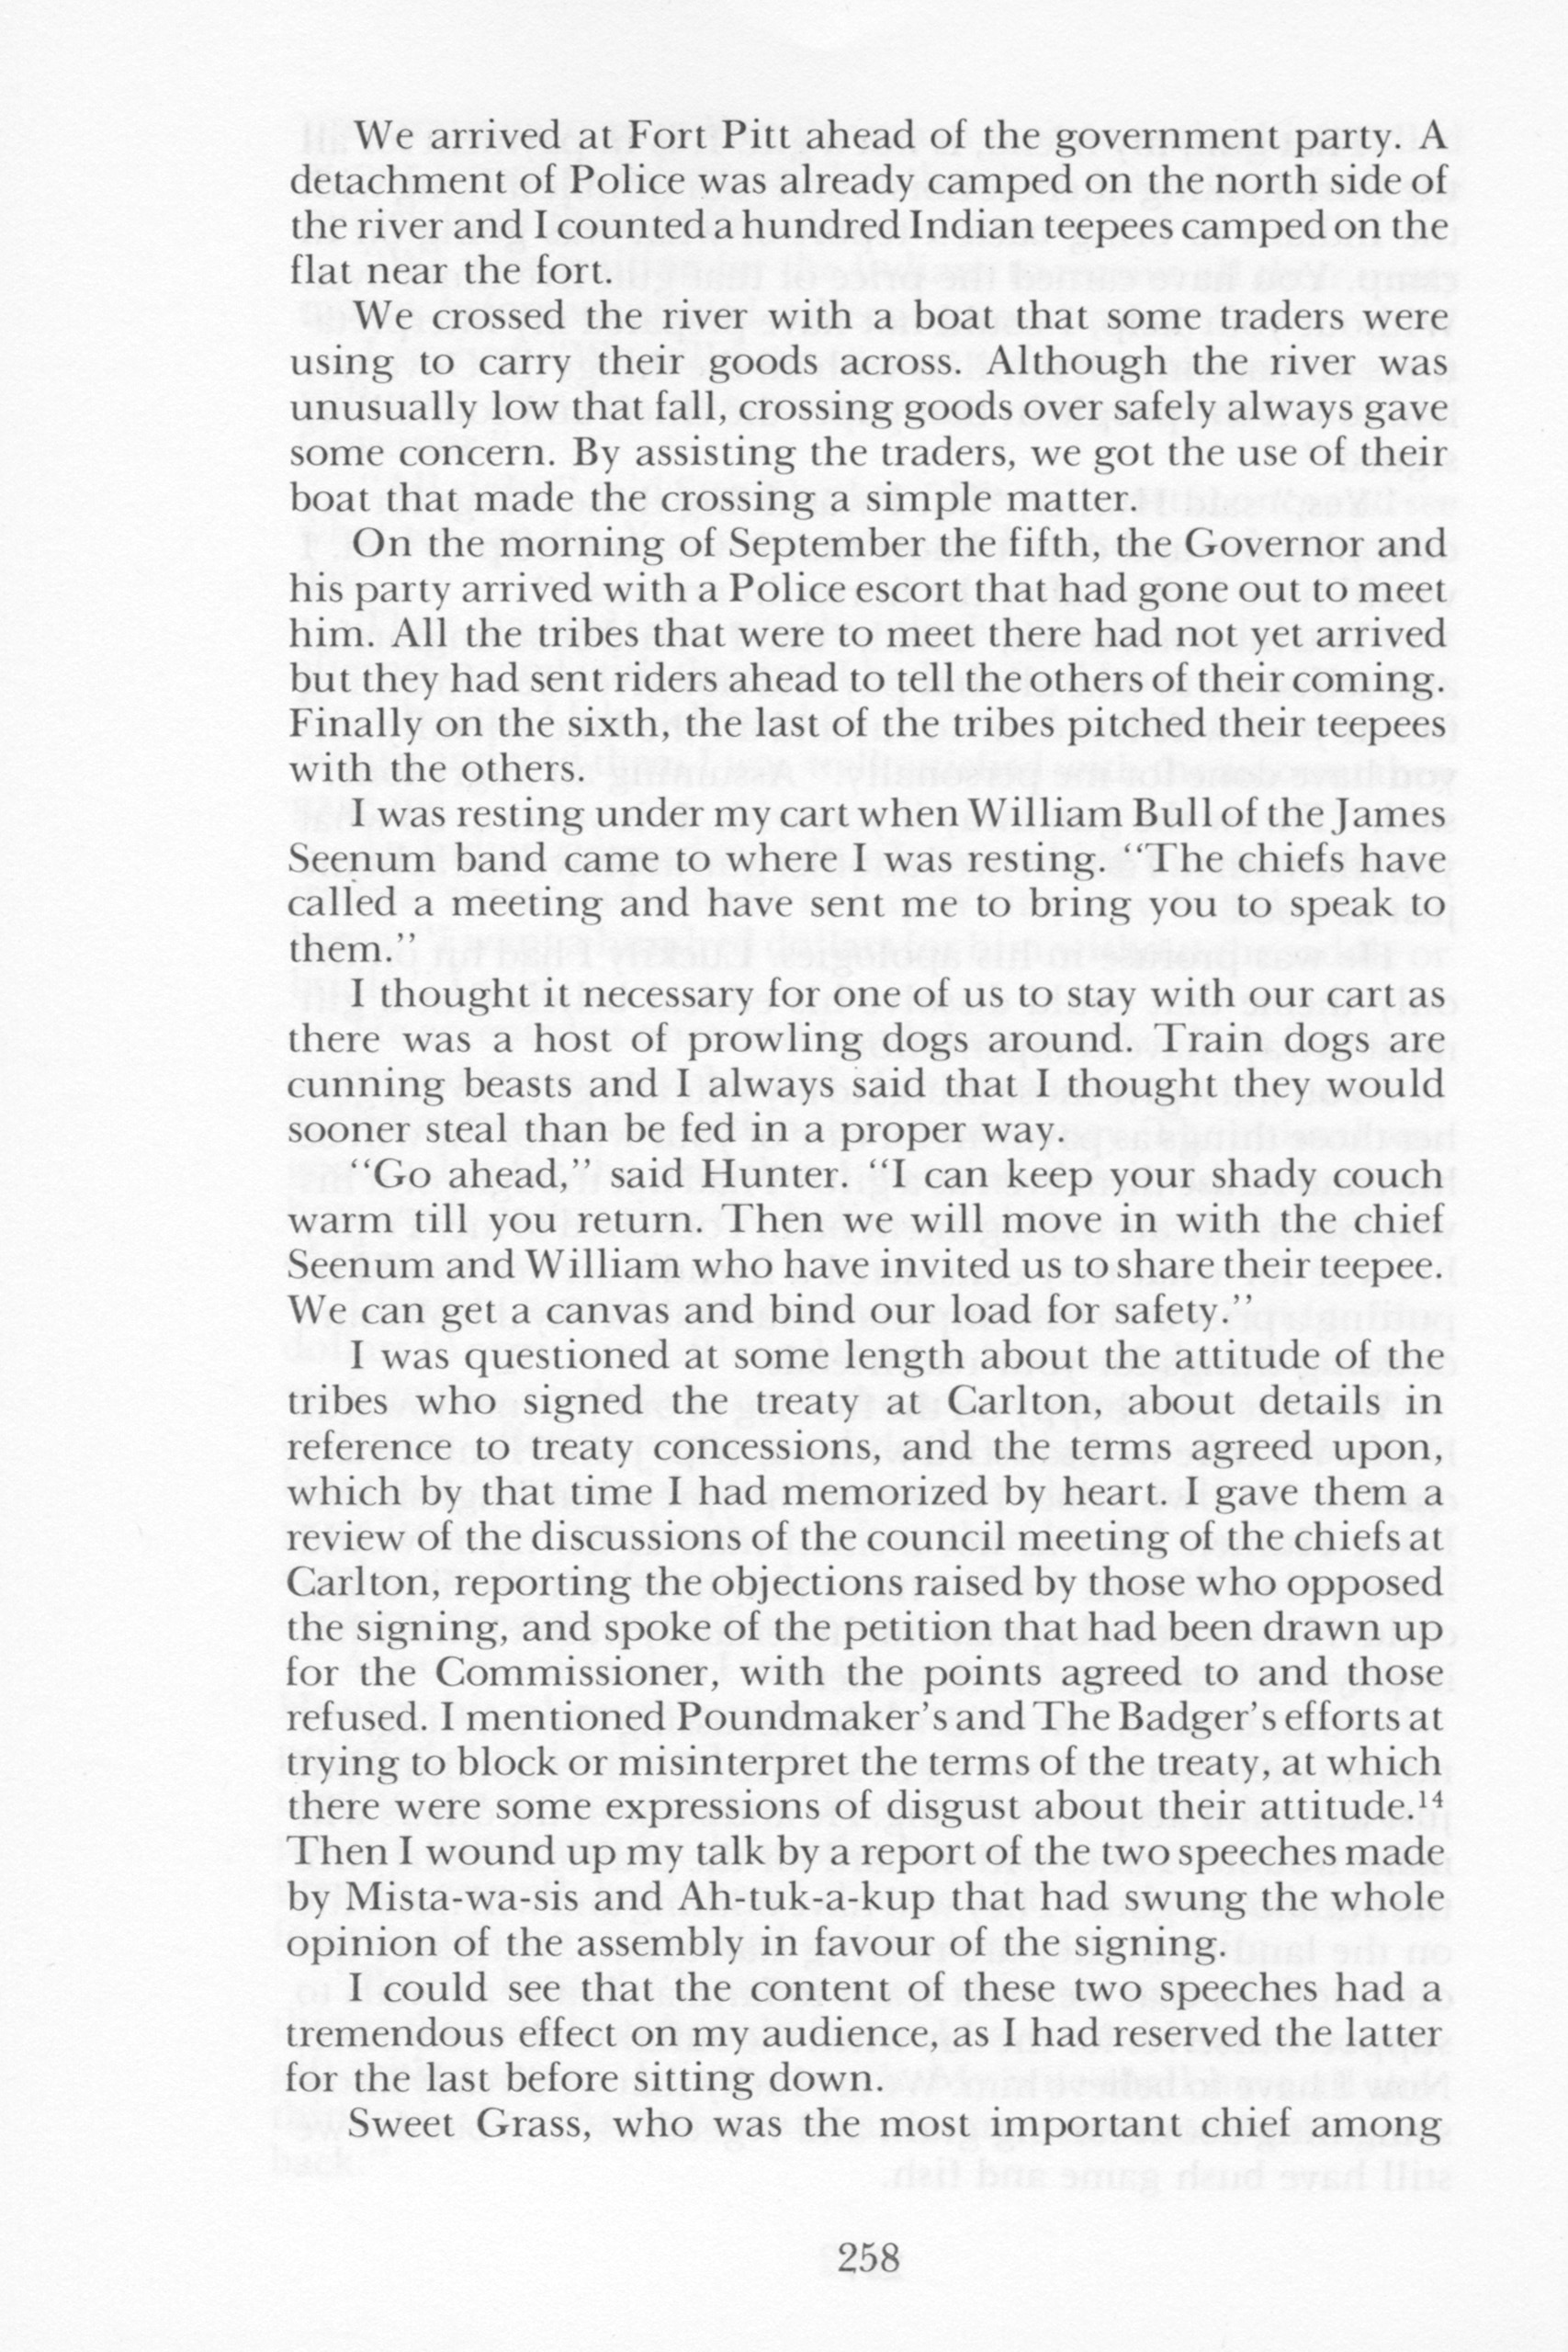 We arrived at Fort Pitt ahead of the government party. A
detachment of Police was already camped on the north side of
the river and I counted a hundred Indian teepees camped on the
flat near the fort.
We crossed the river with a boat that some traders were
using to carry their goods across. Although the river was
unusually low that fall, crossing goods over safely always gave
some concern. By assisting the traders, we got the use of their
boat that made the crossing a simple matter.
On the morning of September the fifth, the Governor and
his party arrived with a Police escort that had gone out to meet
him. All the tribes that were to meet there had not yet arrived
but they had sent riders ahead to tell the others of their coming.
Finally on the sixth, the last of the tribes pitched their teepees
with the others.
I was resting under my cart when William Bull of the James
Seenum band came to where I was resting. “The chiefs have
called a meeting and have sent me to bring you to speak to
them.”
I thought it necessary for one of us to stay with our cart as
there was a host of prowling dogs around. Train dogs are
cunning beasts and I always said that I thought they would
sooner steal than be fed in a proper way.
“Go ahead,” said Hunter. “I can keep your shady couch
warm till you return. Then we will move in with the chief
Seenum and William who have invited us to share their teepee.
We can get a canvas and bind our load for safety.”
I was questioned at some length about the attitude of the
tribes who signed the treaty at Carlton, about details in
reference to treaty concessions, and the terms agreed upon,
which by that time I had memorized by heart. I gave them a
review of the discussions of the council meeting of the chiefs at
Carlton, reporting the objections raised by those who opposed
the signing, and spoke of the petition that had been drawn up
for the Commissioner, with the points agreed to and those
refused. I mentioned Poundmaker's and The Badger's efforts at
trying to block or misinterpret the terms of the treaty, at which
there were some expressions of disgust about their attitude.¹⁴
Then I wound up my talk by a report of the two speeches made
by Mista-wa-sis and Ah-tuk-a-kup that had swung the whole
opinion of the assembly in favour of the signing.
I could see that the content of these two speeches had a
tremendous effect on my audience, as I had reserved the latter
for the last before sitting down.
Sweet Grass, who was the most important chief among
258